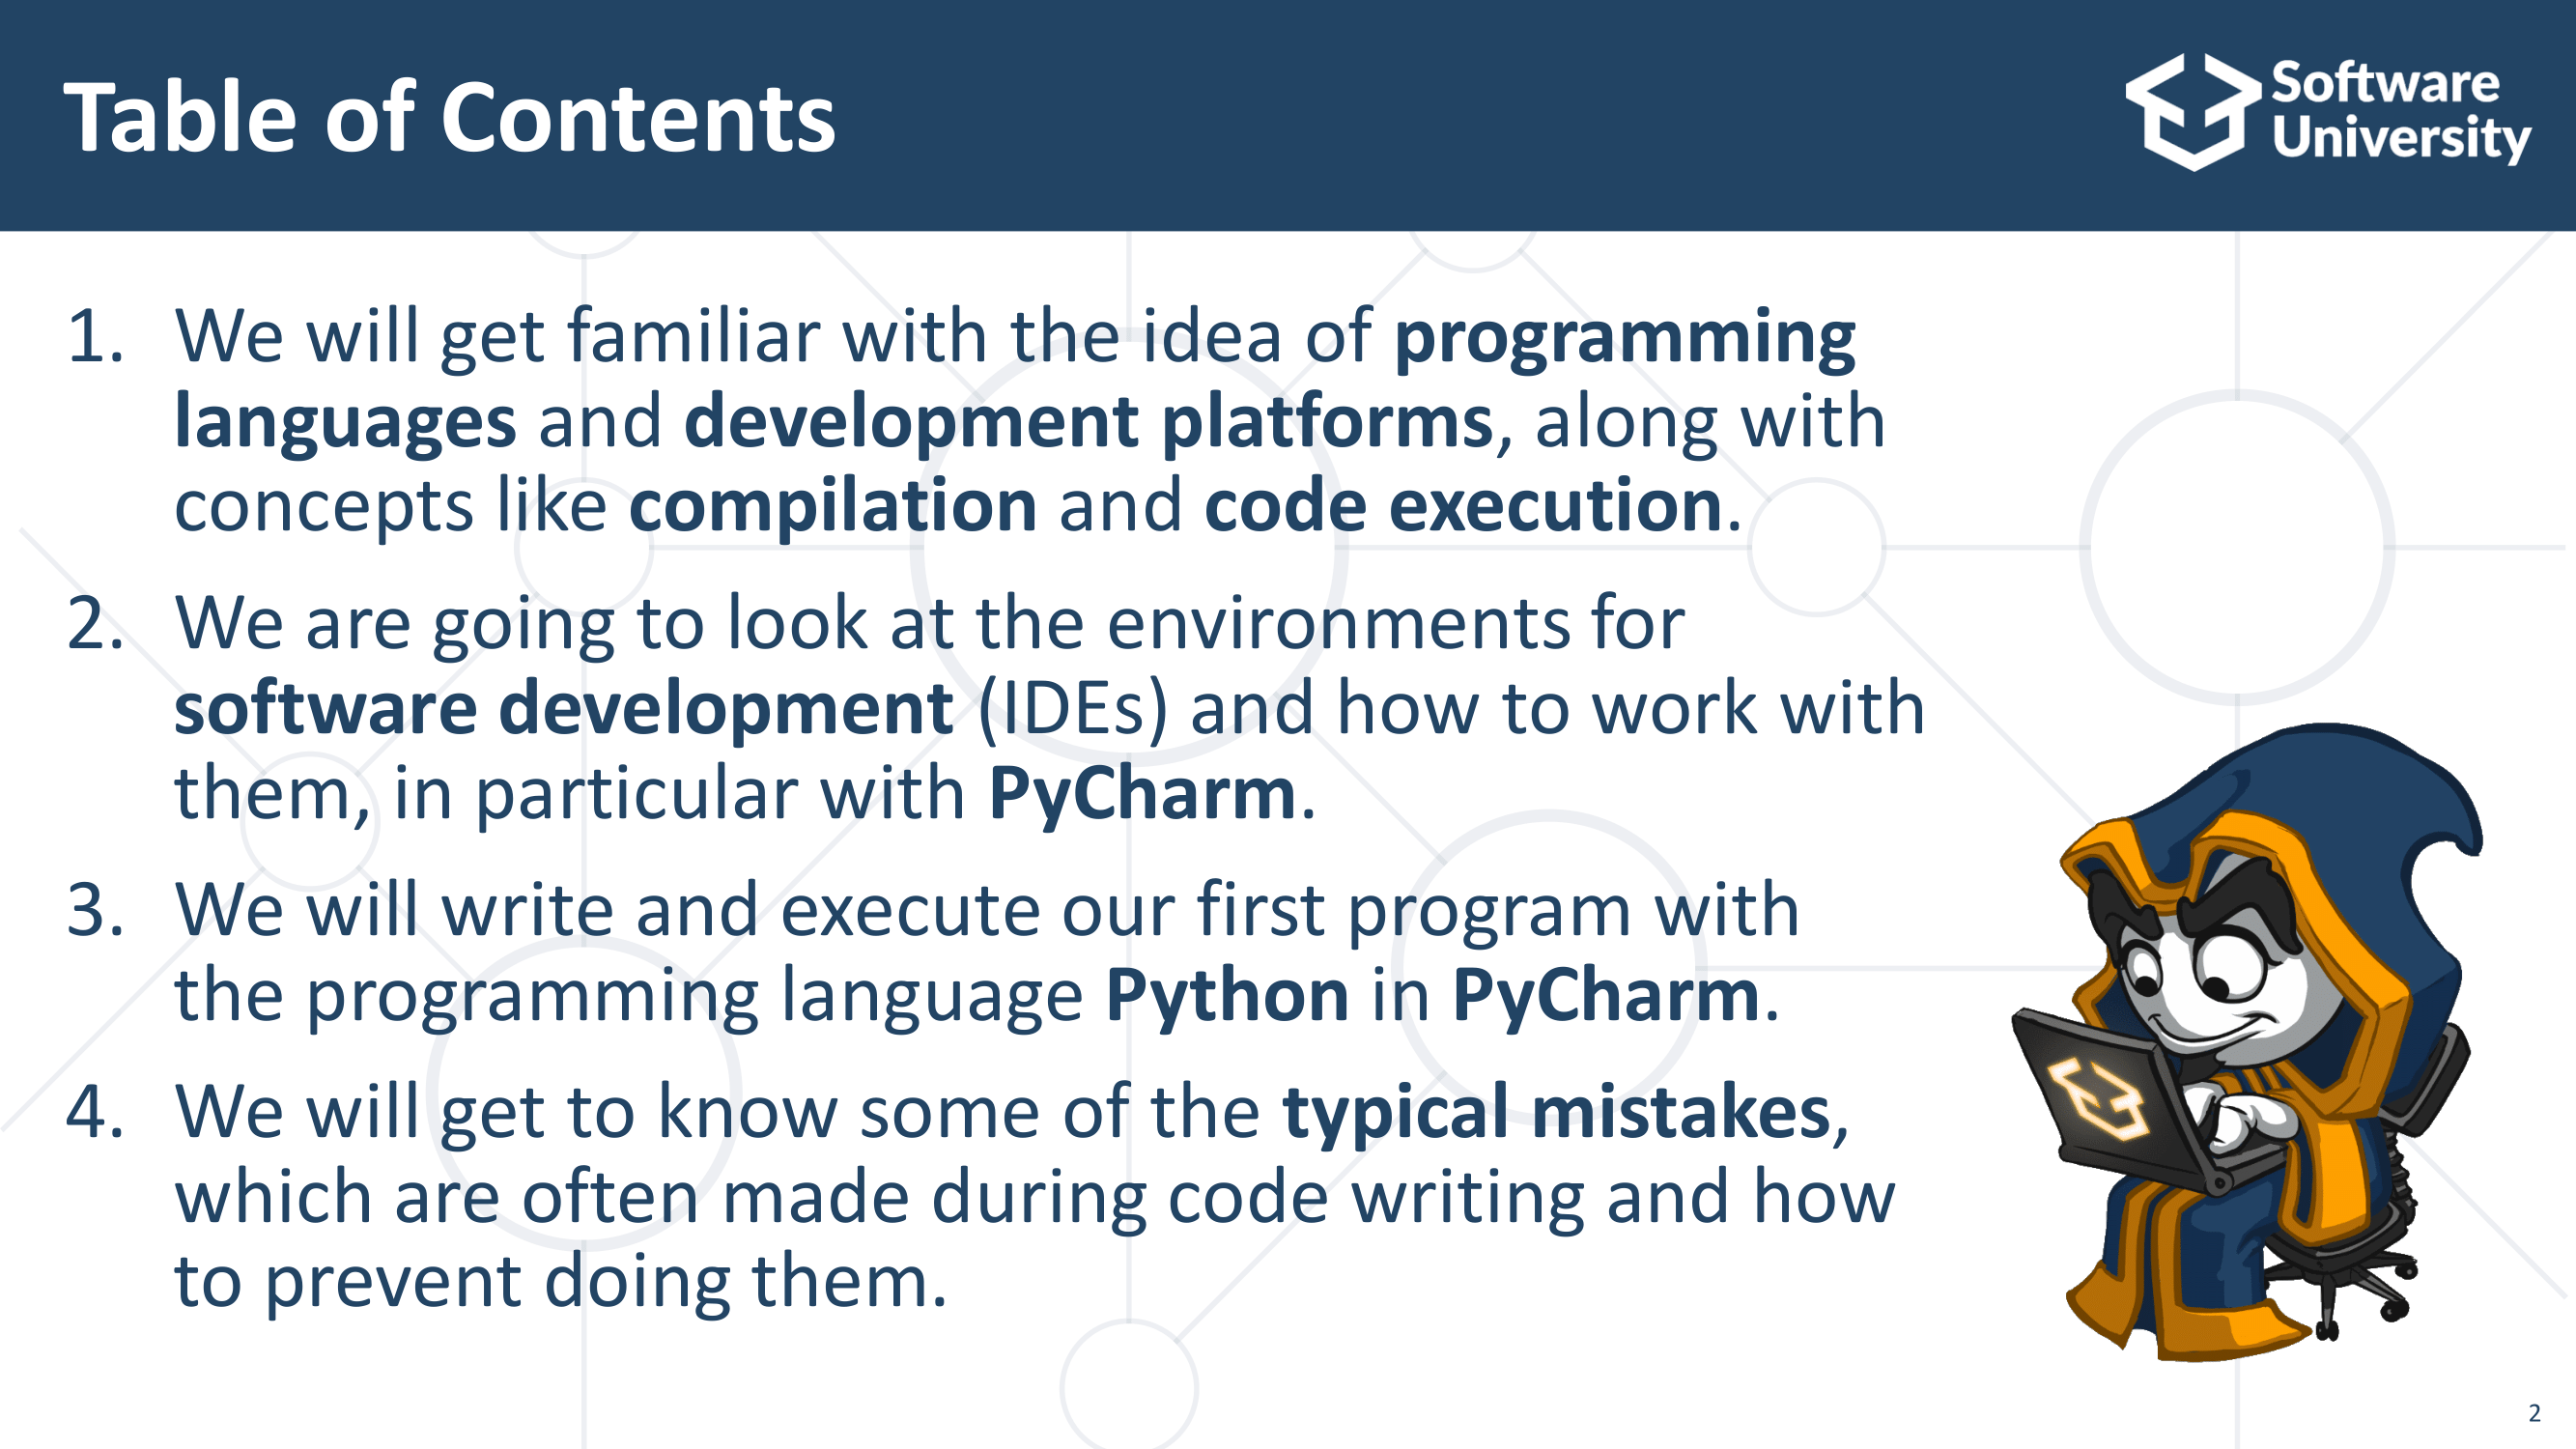 Table of Contents
Software
University
1. We will get familiar with the idea of programming
languages and development platforms, along with
concepts like compilation and code execution.
2. We are going to look at the environments for
software development (IDEs) and how to work with
them, in particular with PyCharm.
3. We will write and execute our first program with
the programming language Python in PyCharm.
4. We will get to know some of the typical mistakes,
which are often made during code writing and how
to prevent doing them.
2